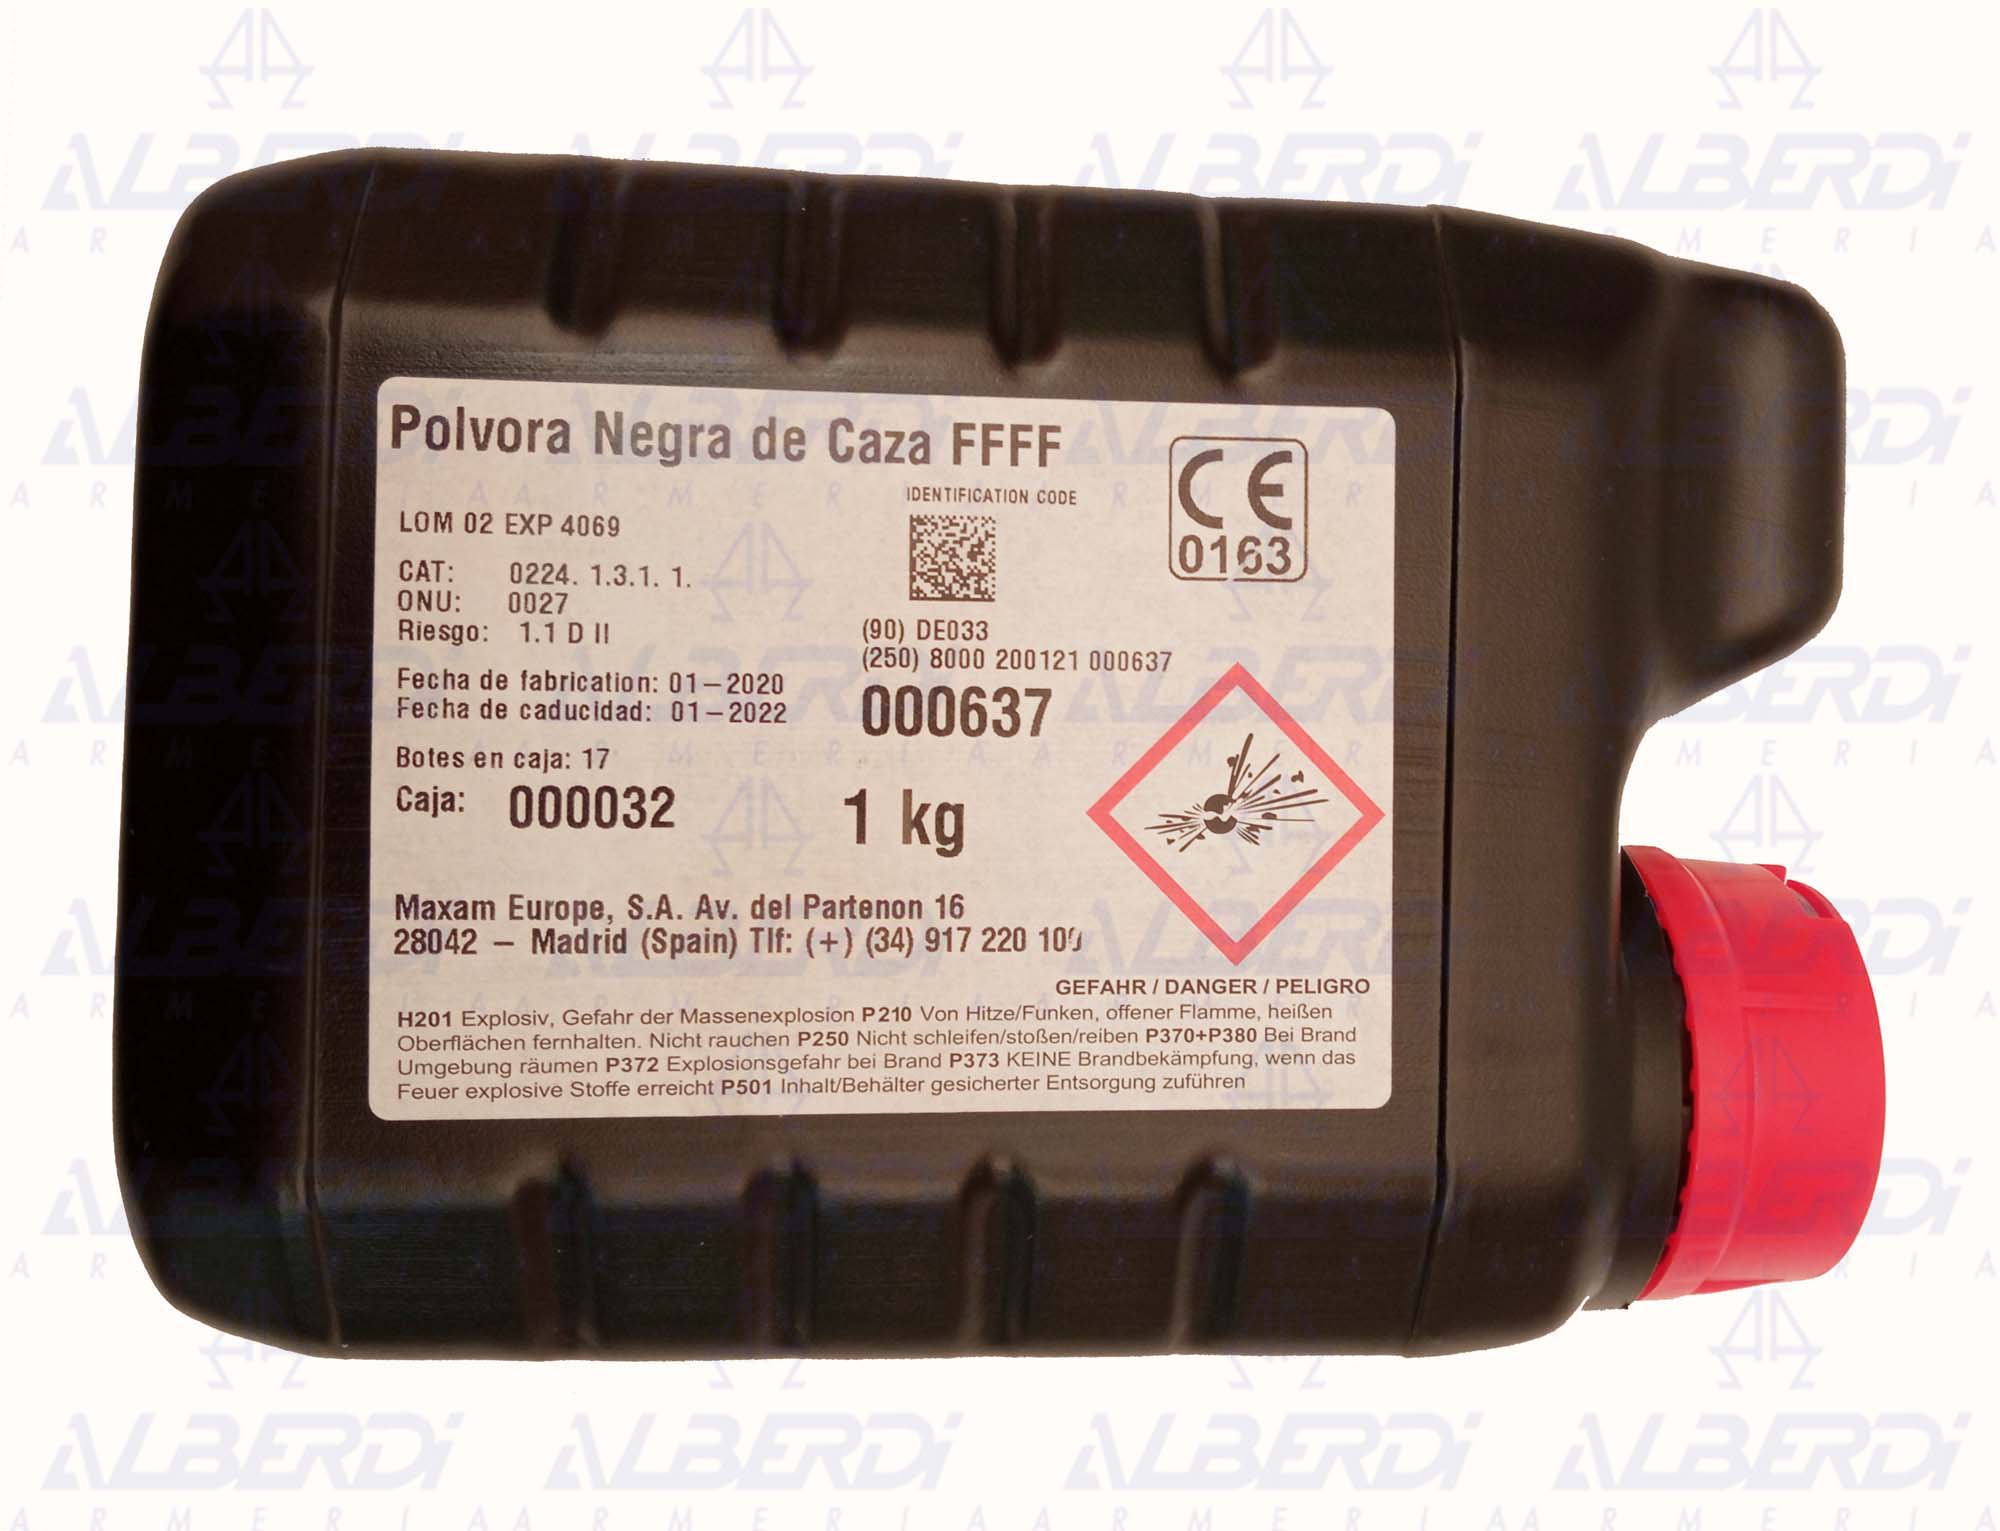 Polvora Negra de Caza FFFF
IDENTIFICATION CODE
CE
0163
LOM 02 EXP 4069
CAT: 0224. 1.3.1. 1.
ONU: 0027
Riesgo: 1.1 D II
(90) DE033
(250) 8000 200121 000637
000637
Fecha de fabrication: 01-2020
Fecha de caducidad: 01-2022
Botes en caja: 17
Caja: 000032
1 kg
Maxam Europe, S.A. Av. del Partenon 16
28042 – Madrid (Spain) Tlf: (+) (34) 917 220 100
GEFAHR / DANGER / PELIGRO
H201 Explosiv, Gefahr der Massenexplosion P210 Von Hitze/Funken, offener Flamme, heißen
Oberflächen fernhalten. Nicht rauchen P250 Nicht schleifen/stoßen/reiben P370+P380 Bei Brand
Umgebung räumen P372 Explosionsgefahr bei Brand P373 KEINE Brandbekämpfung, wenn das
Feuer explosive Stoffe erreicht P501 Inhalt/Behälter gesicherter Entsorgung zuführen
ALBERDi
ARMERIA